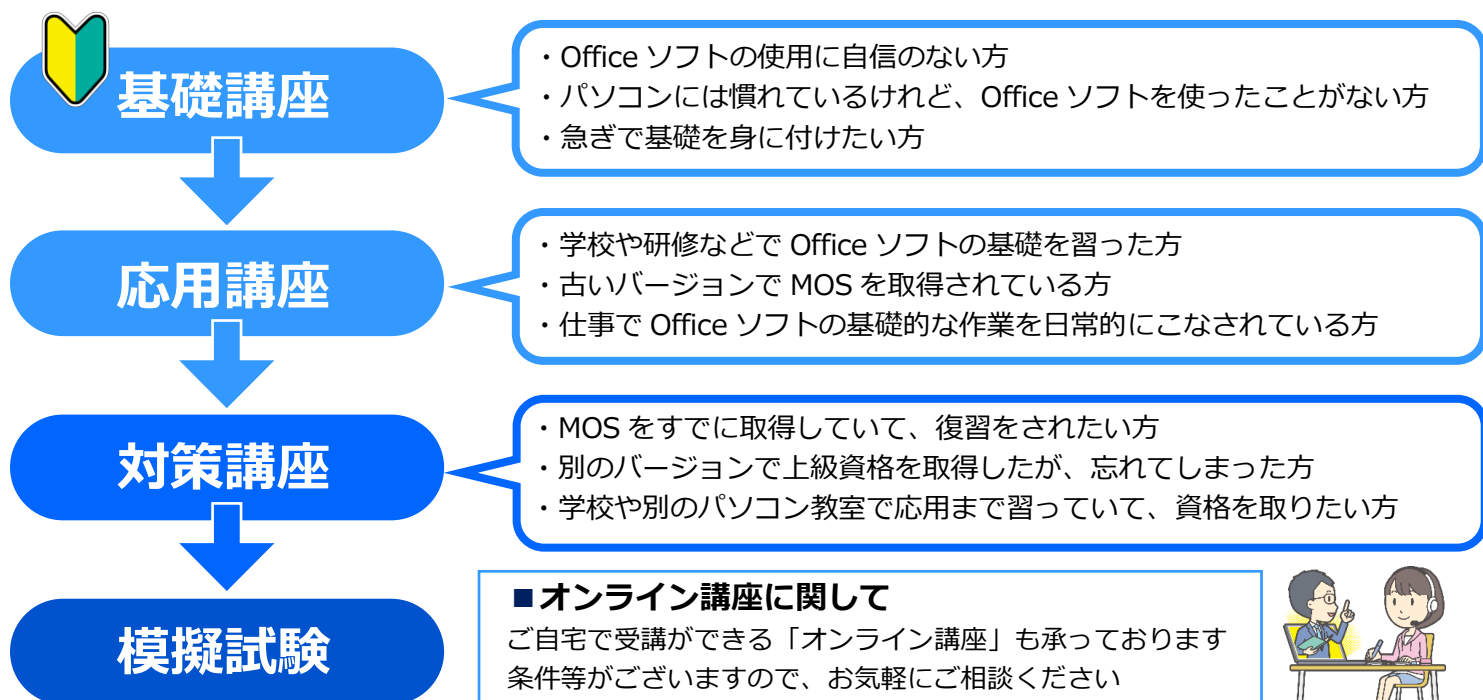 基礎講座
・Office ソフトの使用に自信のない方
・パソコンには慣れているけれど、Office ソフトを使ったことがない方
・急ぎで基礎を身に付けたい方
応用講座
・学校や研修などで Office ソフトの基礎を習った方
・古いバージョンで MOS を取得されている方
・仕事で Office ソフトの基礎的な作業を日常的にこなされている方
対策講座
・MOS をすでに取得していて、復習をされたい方
・別のバージョンで上級資格を取得したが、忘れてしまった方
・学校や別のパソコン教室で応用まで習っていて、資格を取りたい方
模擬試験
■オンライン講座に関して
ご自宅で受講ができる「オンライン講座」も承っております
条件等がございますので、お気軽にご相談ください